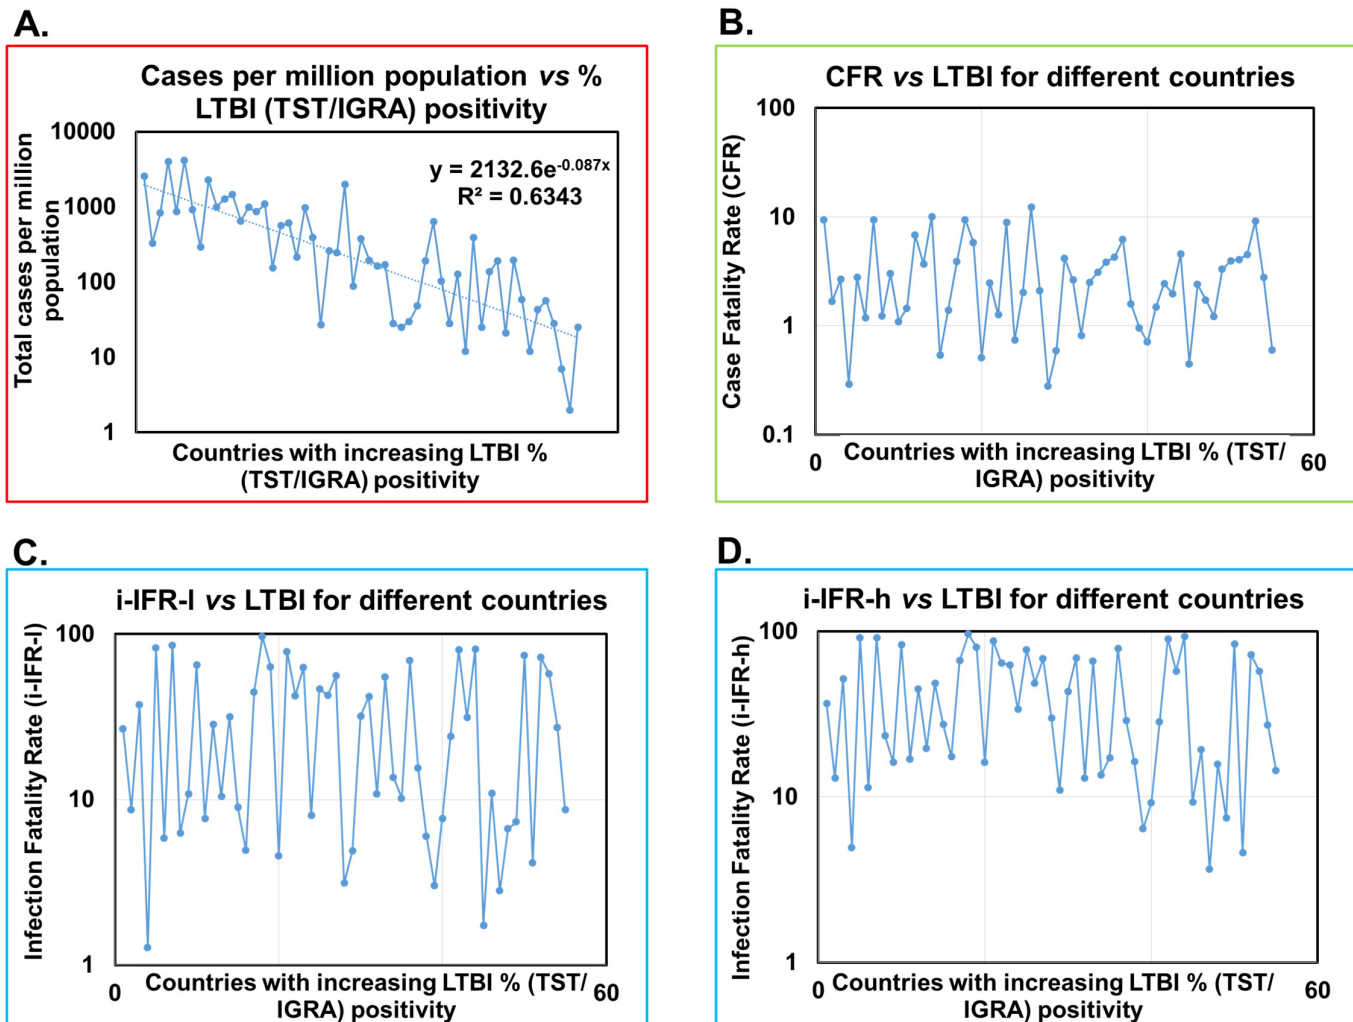 A.
Cases per million population vs %
LTBI (TST/IGRA) positivity
Total cases per million
population
10000
1000
100
10
1
y = 2132.6e-0.087x
R² = 0.6343
Countries with increasing LTBI %
(TST/IGRA) positivity
B.
CFR vs LTBI for different countries
Case Fatality Rate (CFR)
100
10
1
0.1
0
60
Countries with increasing LTBI % (TST/
IGRA) positivity
C.
i-IFR-l vs LTBI for different countries
Infection Fatality Rate (i-IFR-l)
100
10
1
0
60
Countries with increasing LTBI % (TST/
IGRA) positivity
D.
i-IFR-h vs LTBI for different countries
Infection Fatality Rate (i-IFR-h)
100
10
1
0
60
Countries with increasing LTBI % (TST/
IGRA) positivity